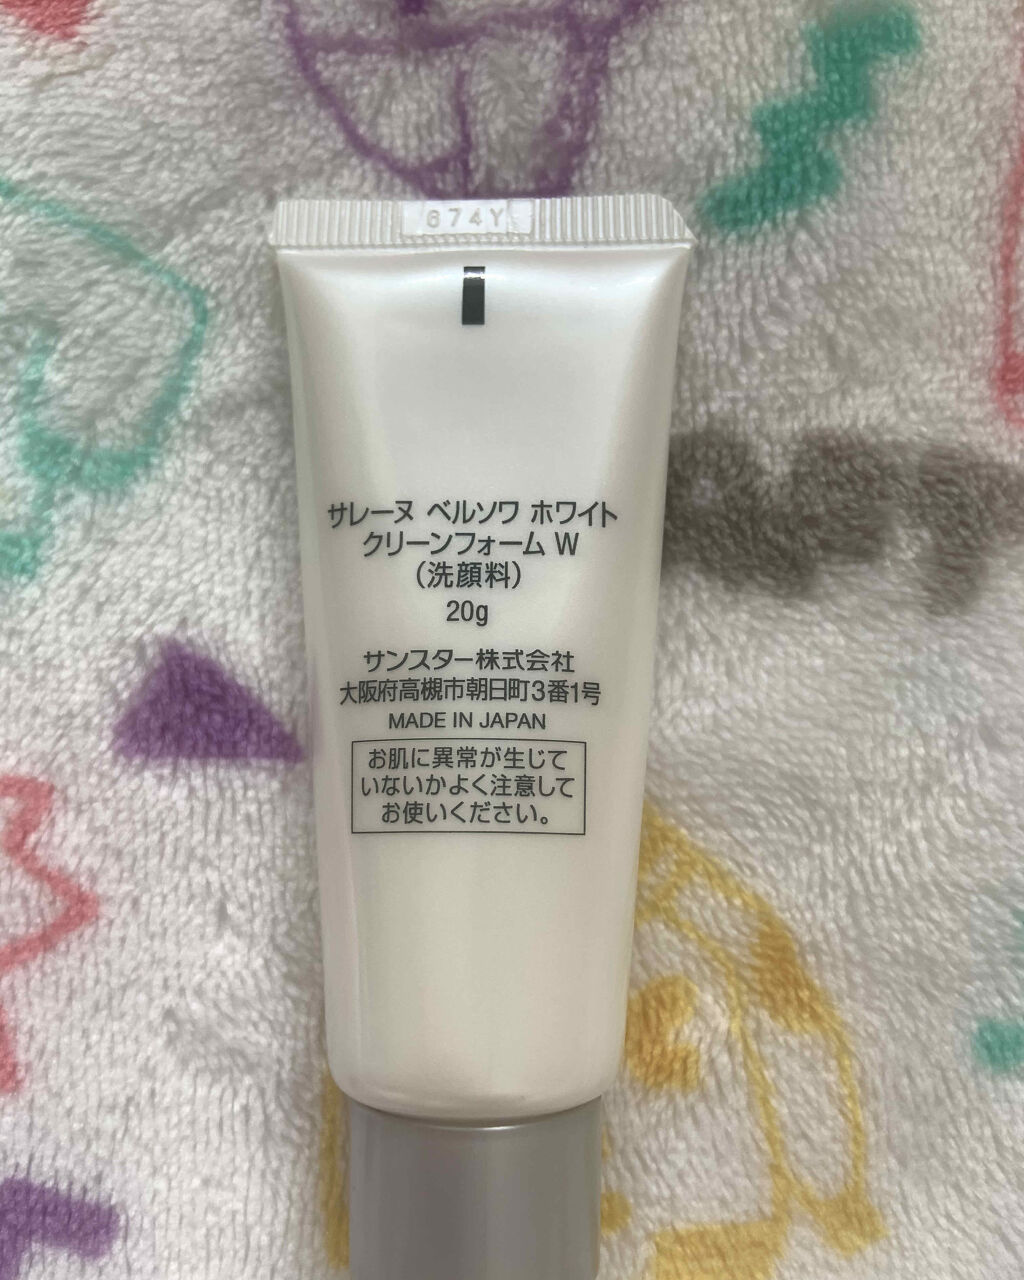 674Y
サレーヌ ベルソワ ホワイト
クリーンフォーム W
(洗顔料)
20g
サンスター株式会社
大阪府高槻市朝日町3番1号
MADE IN JAPAN
お肌に異常が生じて
いないかよく注意して
お使いください。